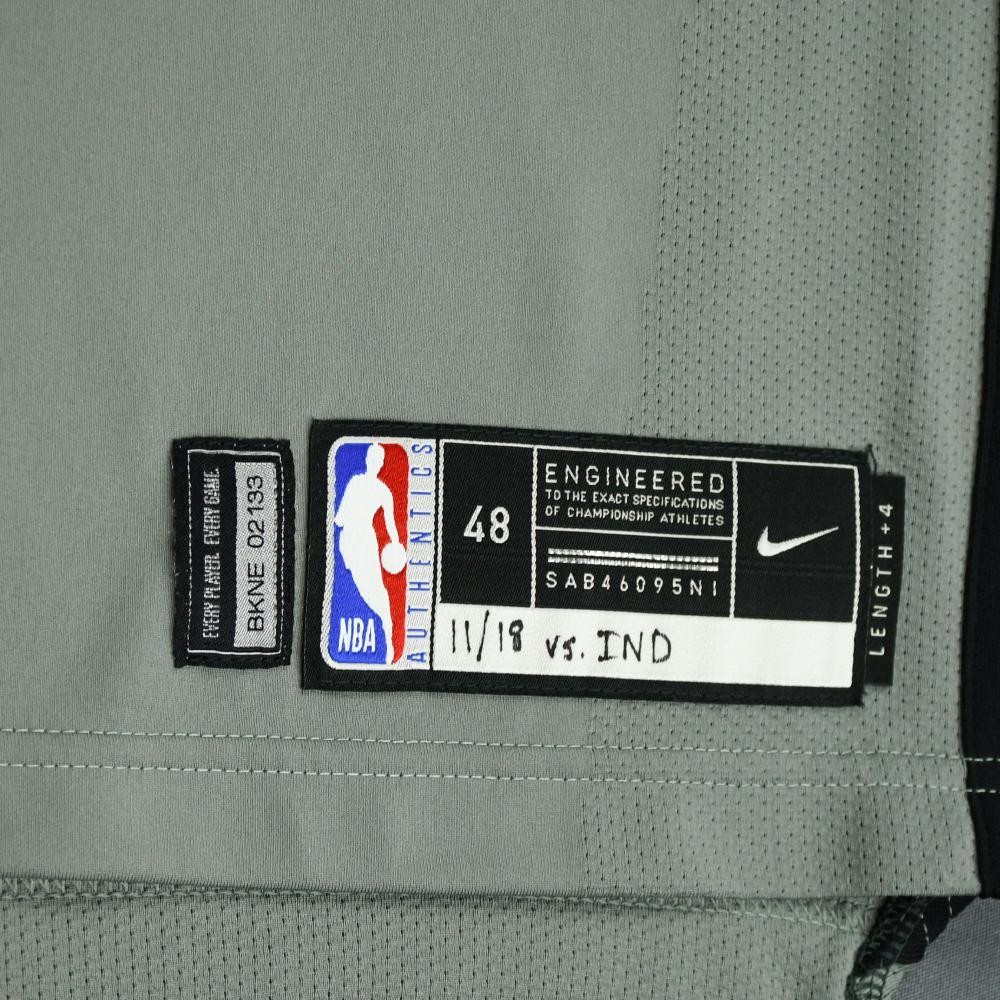 EVERY PLAYER. EVERY GAME.
BKNE 02133
NBA
AUTHENTICS
48
ENGINEERED
TO THE EXACT SPECIFICATIONS
OF CHAMPIONSHIP ATHLETES
SAB46095NI
11/18 vs. IND
LENGTH +4